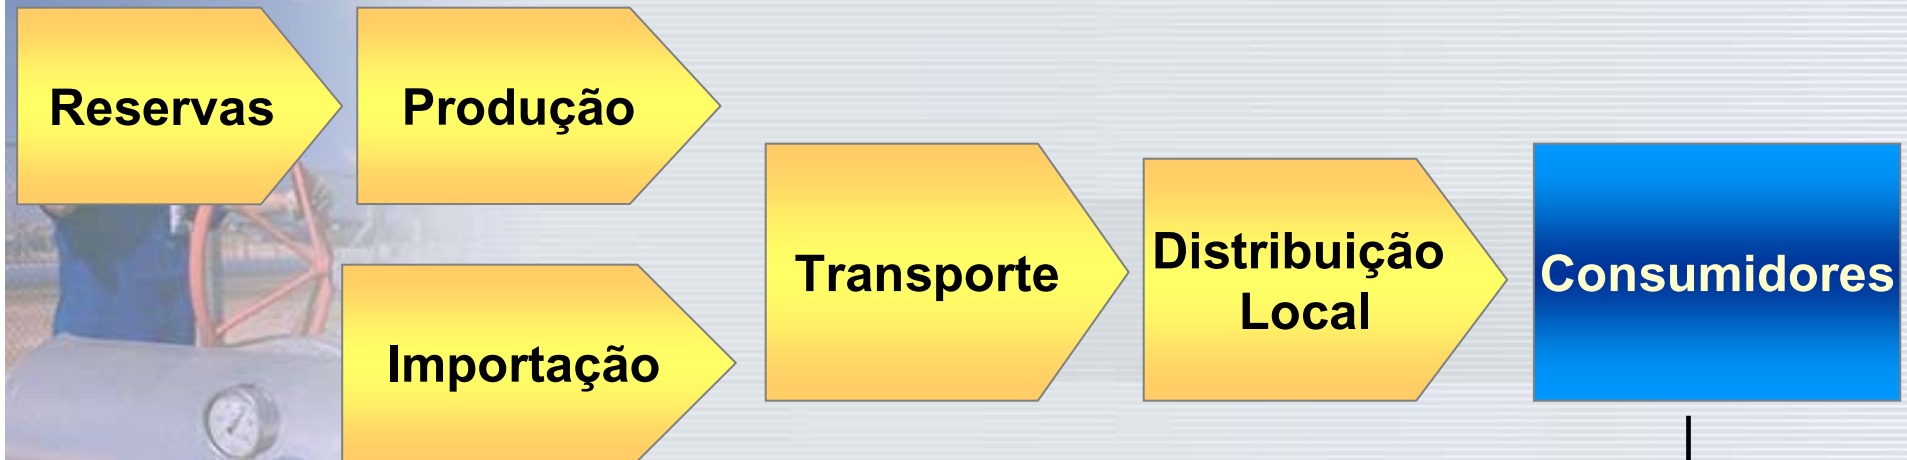 Reservas
Produção
Importação
Transporte
Distribuição
Local
Consumidores